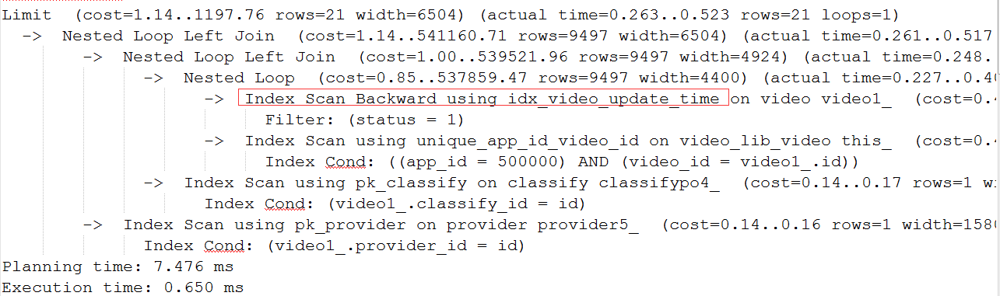 Limit  (cost=1.14..1197.76 rows=21 width=6504) (actual time=0.263..0.523 rows=21 loops=1)
  ->  Nested Loop Left Join  (cost=1.14..541160.71 rows=9497 width=6504) (actual time=0.261..0.517
        ->  Nested Loop Left Join  (cost=1.00..539521.96 rows=9497 width=4924) (actual time=0.248.
              ->  Nested Loop  (cost=0.85..537859.47 rows=9497 width=4400) (actual time=0.227..0.4
                    ->  Index Scan Backward using idx_video_update_time on video video1_  (cost=0.
                          Filter: (status = 1)
                    ->  Index Scan using unique_app_id_video_id on video_lib_video this_  (cost=0.
                          Index Cond: ((app_id = 500000) AND (video_id = video1_.id))
              ->  Index Scan using pk_classify on classify classifypo4_  (cost=0.14..0.17 rows=1
                    Index Cond: (video1_.classify_id = id)
        ->  Index Scan using pk_provider on provider provider5_  (cost=0.14..0.16 rows=1 width=158
              Index Cond: (video1_.provider_id = id)
Planning time: 7.476 ms
Execution time: 0.650 ms